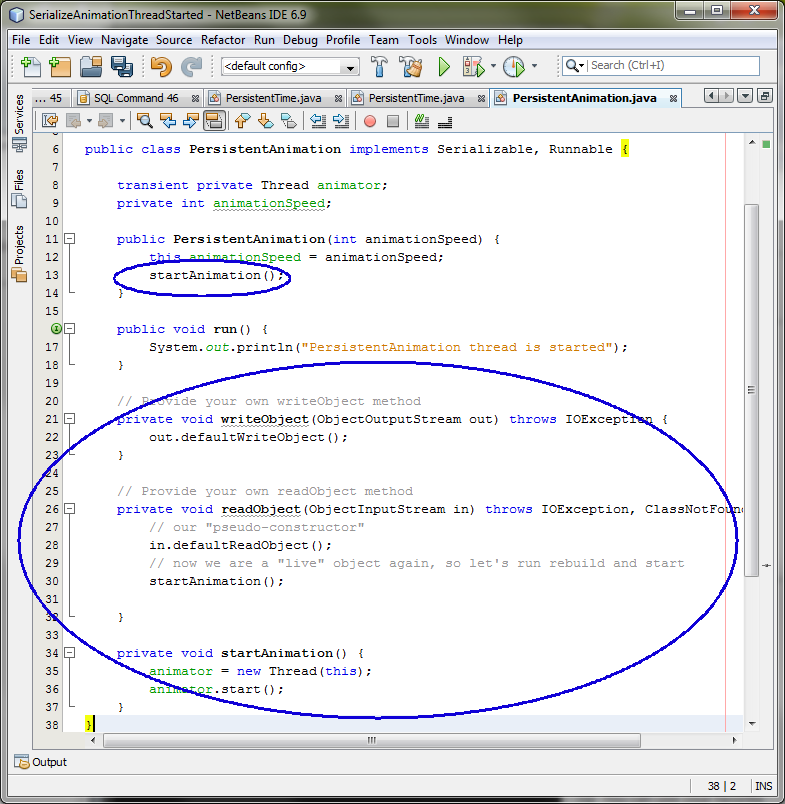 SerializeAnimationThreadStarted - NetBeans IDE 6.9
File Edit View Navigate Source Refactor Run Debug Profile Team Tools Window Help
<default config>
Search (Ctrl+I)
... 45
SQL Command 46
PersistentTime.java
PersistentTime.java
PersistentAnimation.java
Services
Files
Projects
6 public class PersistentAnimation implements Serializable, Runnable {
7
8 transient private Thread animator;
9 private int animationSpeed;
10
11 public PersistentAnimation(int animationSpeed) {
12 this.animationSpeed = animationSpeed;
13 startAnimation();
14 }
15
public void run() {
17 System.out.println("PersistentAnimation thread is started");
18 }
19
20 // Provide your own writeObject method
21 private void writeObject(ObjectOutputStream out) throws IOException {
22 out.defaultWriteObject();
23 }
24
25 // Provide your own readObject method
26 private void readObject(ObjectInputStream in) throws IOException, ClassNotFoun
27 // our "pseudo-constructor"
28 in.defaultReadObject();
29 // now we are a "live" object again, so let's run rebuild and start
30 startAnimation();
31
32 }
33
34 private void startAnimation() {
35 animator = new Thread(this);
36 animator.start();
37 }
38 }
Output
38 | 2 INS